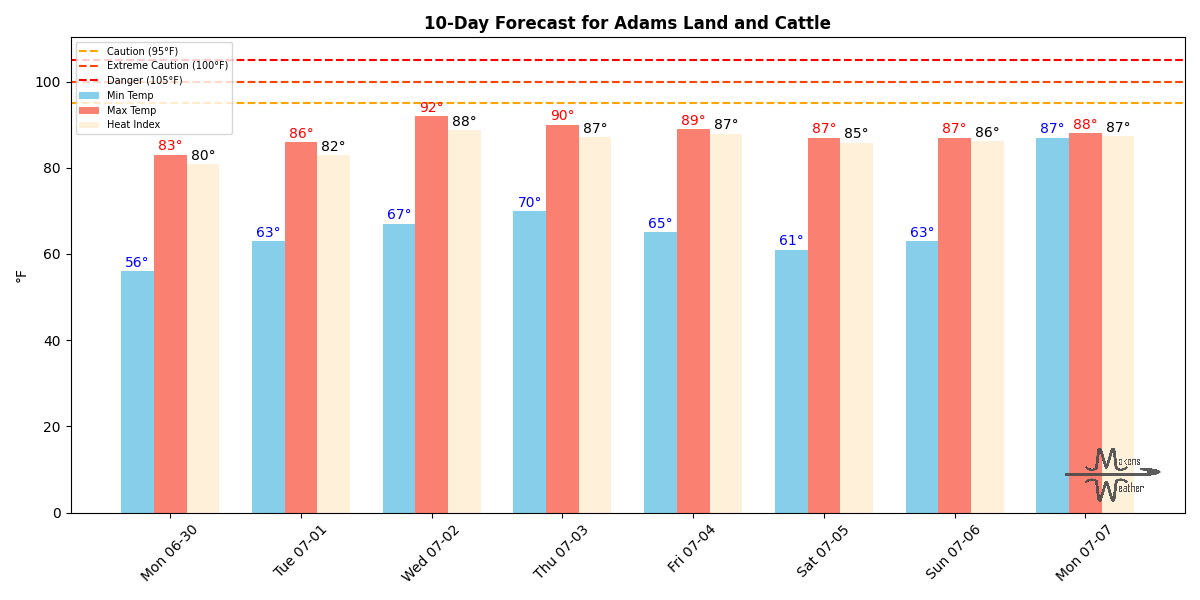 10-Day Forecast for Adams Land and Cattle
Caution (95°F)
Extreme Caution (100°F)
Danger (105°F)
Min Temp
Max Temp
Heat Index
°F
100
80
60
40
20
0
56° 83° 80°
63° 86° 82°
67° 92° 88°
70° 90° 87°
65° 89° 87°
61° 87° 85°
63° 87° 86°
87° 88° 87°
Mon 06-30
Tue 07-01
Wed 07-02
Thu 07-03
Fri 07-04
Sat 07-05
Sun 07-06
Mon 07-07
Makens
Weather